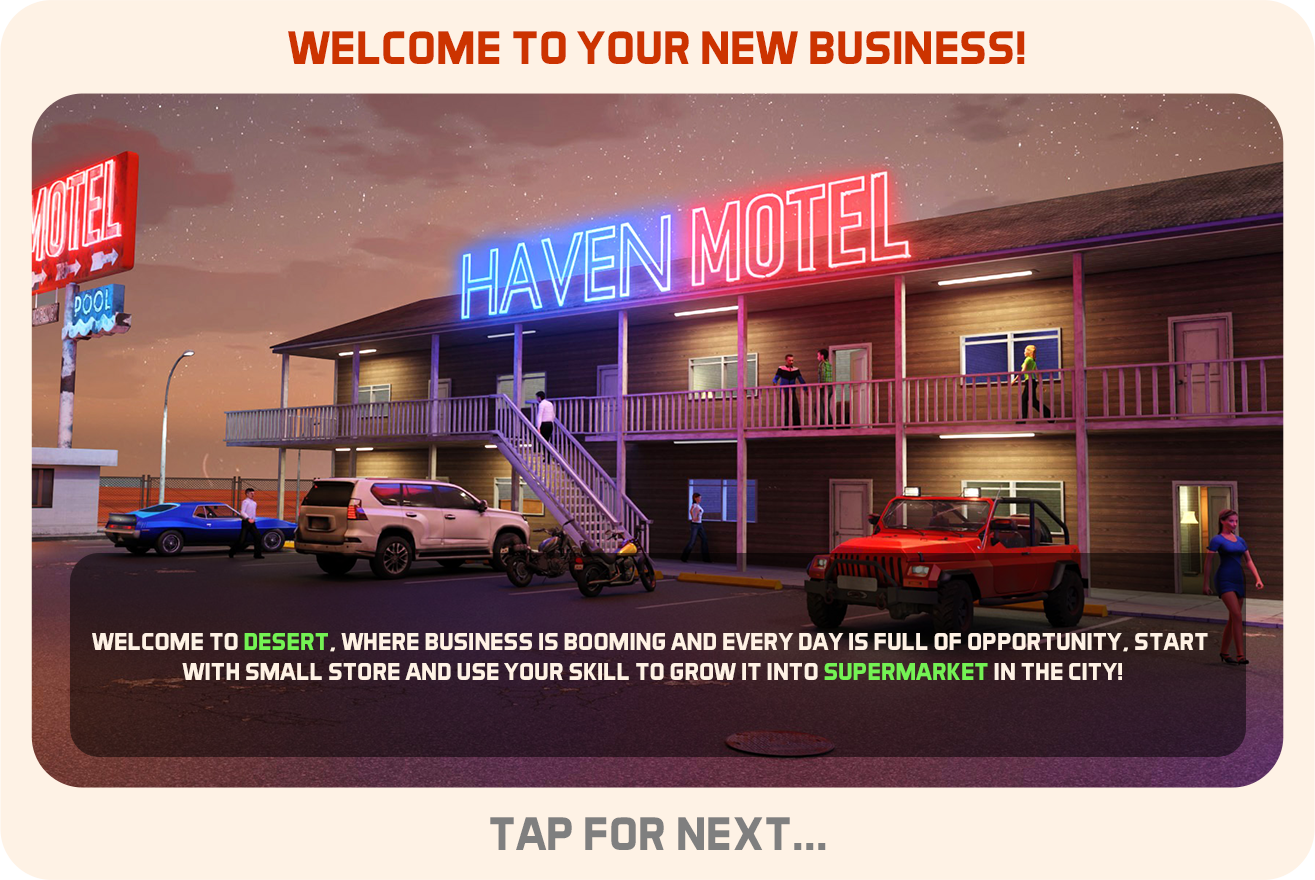 WELCOME TO YOUR NEW BUSINESS!
MOTEL
POOL
HAVEN MOTEL
WELCOME TO DESERT, WHERE BUSINESS IS BOOMING AND EVERY DAY IS FULL OF OPPORTUNITY, START
WITH SMALL STORE AND USE YOUR SKILL TO GROW IT INTO SUPERMARKET IN THE CITY!
TAP FOR NEXT...